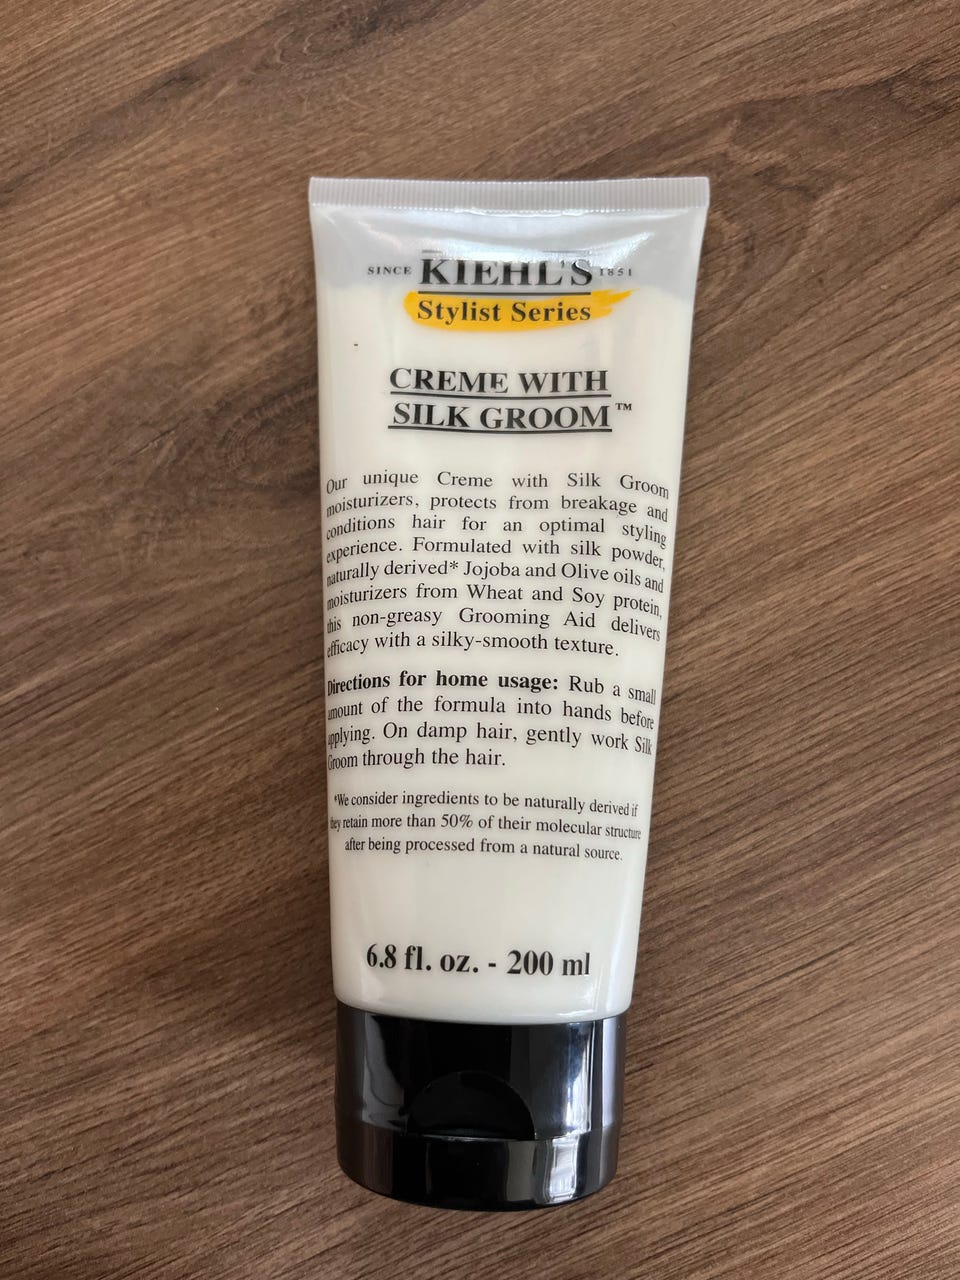 SINCE KIEHL'S 1851
Stylist Series
CREME WITH
SILK GROOM™
Our unique Creme with Silk Groom
moisturizers, protects from breakage and
conditions hair for an optimal styling
experience. Formulated with silk powder,
naturally derived* Jojoba and Olive oils and
moisturizers from Wheat and Soy protein,
this non-greasy Grooming Aid delivers
efficacy with a silky-smooth texture.
Directions for home usage: Rub a small
amount of the formula into hands before
applying. On damp hair, gently work Silk
Groom through the hair.
*We consider ingredients to be naturally derived if
they retain more than 50% of their molecular structure
after being processed from a natural source.
6.8 fl. oz. - 200 ml